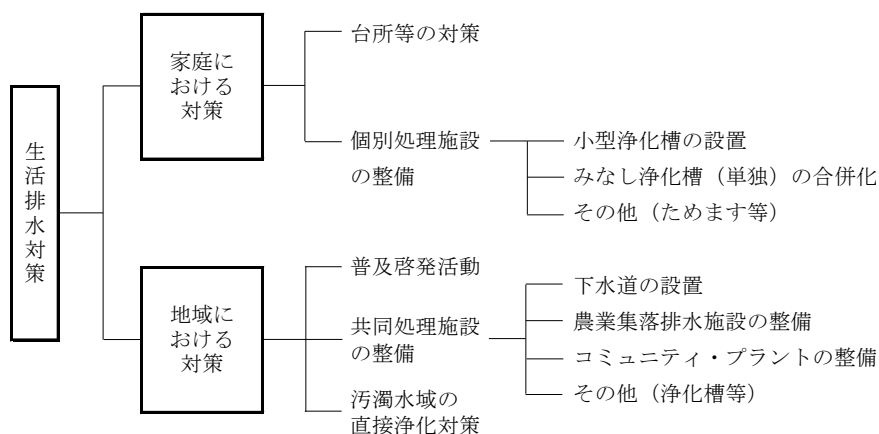 生活排水対策
家庭に
おける
対策
台所等の対策
個別処理施設
の整備
小型浄化槽の設置
みなし浄化槽（単独）の合併化
その他（ためます等）
地域に
おける
対策
普及啓発活動
共同処理施設
の整備
汚濁水域の
直接浄化対策
下水道の設置
農業集落排水施設の整備
コミュニティ・プラントの整備
その他（浄化槽等）